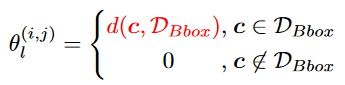 θ_l^{(i,j)} = { d(c, 𝒟_{Bbox}), c ∈ 𝒟_{Bbox}
0 , c ∉ 𝒟_{Bbox}